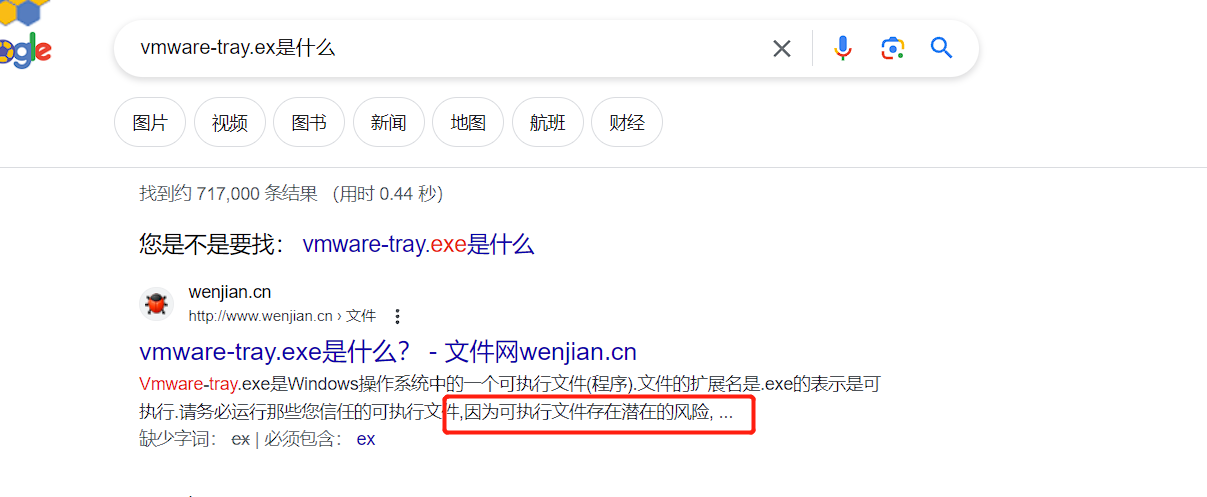 ogle
vmware-tray.ex是什么
图片 视频 图书 新闻 地图 航班 财经
找到约 717,000 条结果 （用时 0.44 秒）
您是不是要找： vmware-tray.exe是什么
wenjian.cn
http://www.wenjian.cn › 文件
vmware-tray.exe是什么？ - 文件网wenjian.cn
Vmware-tray.exe是Windows操作系统中的一个可执行文件(程序).文件的扩展名是.exe的表示是可
执行.请务必运行那些您信任的可执行文件,因为可执行文件存在潜在的风险, ...
缺少字词： ex | 必须包含： ex